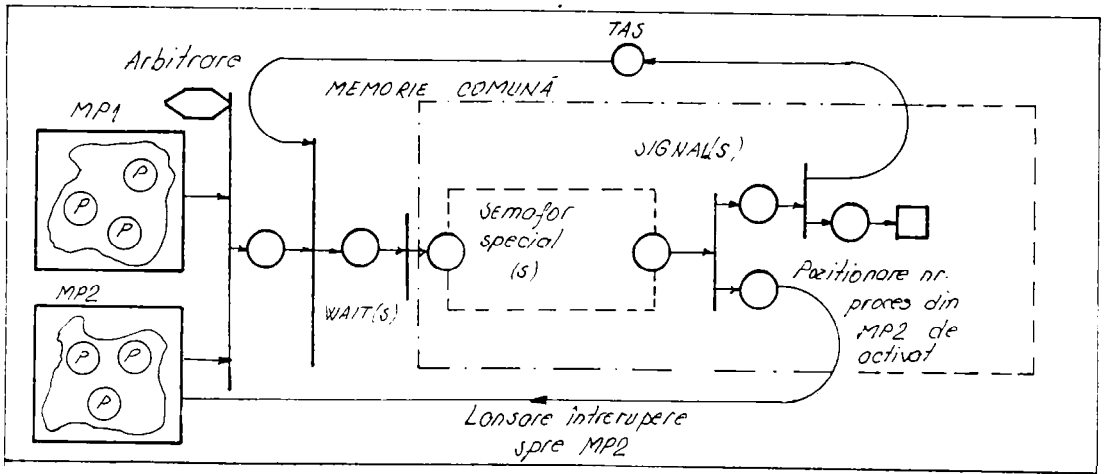 TAS
Arbitrare
MEMORIE COMUNĂ
MP1
P
P
P
SIGNAL(S)
Semafor
special
(s)
WAIT(S)
Pozitionare nr.
proces din
MP2 de
activat
MP2
P
P
P
Lansare întrerupere
spre MP2